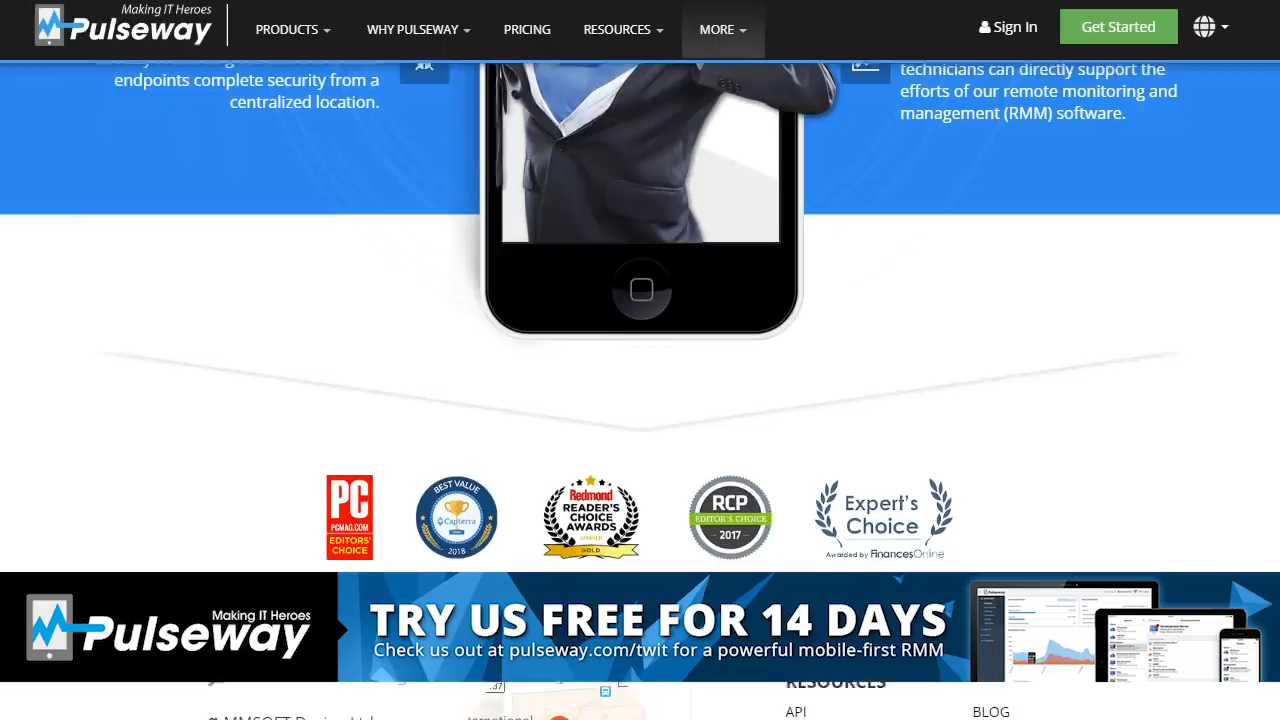 Making IT Heroes
Pulseway
PRODUCTS
WHY PULSEWAY
PRICING
RESOURCES
MORE
Sign In
Get Started
endpoints complete security from a
centralized location.
technicians can directly support the
efforts of our remote monitoring and
management (RMM) software.
PC
PCMAG.COM
EDITORS'
CHOICE
BEST VALUE
Capterra
2018
Redmond
READER'S
CHOICE
AWARDS
WINNER
GOLD
RCP
EDITOR'S CHOICE
2017
Expert's
Choice
Awarded by FinancesOnline
Making IT Heroes
Pulseway
TRY US FREE FOR 14 DAYS
Check us out at pulseway.com/twit for a powerful mobile-first RMM
RESOURCES
API
BLOG